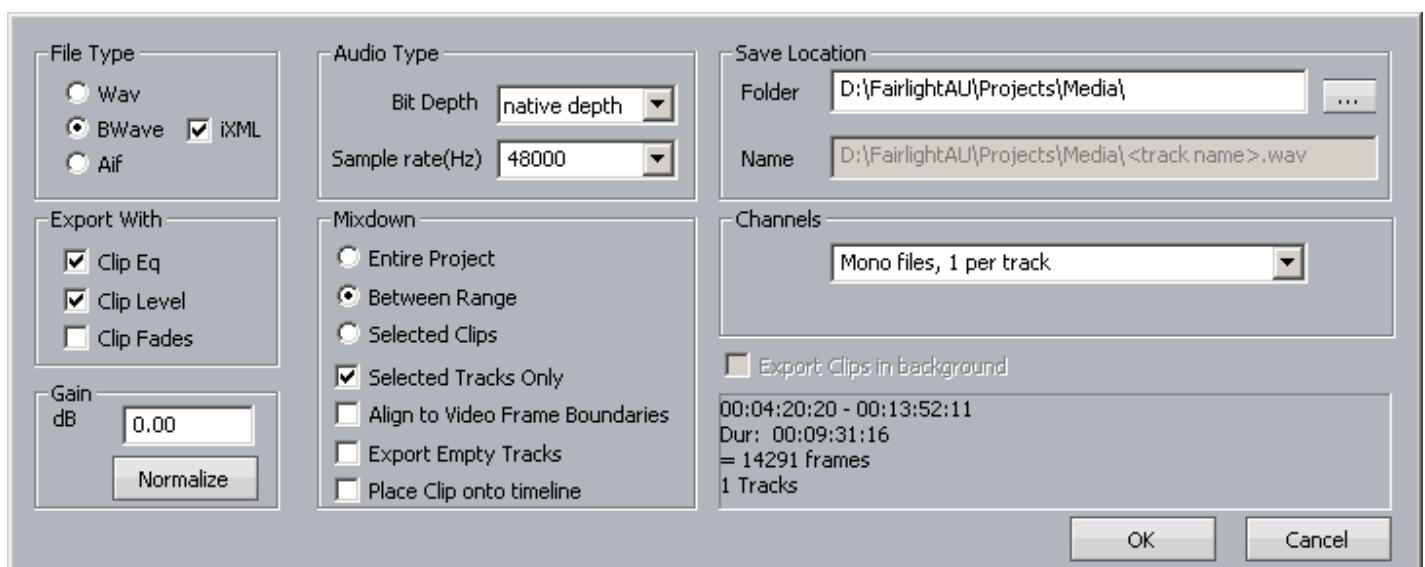 File Type
Wav
BWave iXML
Aif
Export With
Clip Eq
Clip Level
Clip Fades
Gain
dB 0.00
Normalize
Audio Type
Bit Depth native depth
Sample rate(Hz) 48000
Mixdown
Entire Project
Between Range
Selected Clips
Selected Tracks Only
Align to Video Frame Boundaries
Export Empty Tracks
Place Clip onto timeline
Save Location
Folder D:\FairlightAU\Projects\Media\ ...
Name D:\FairlightAU\Projects\Media\<track name>.wav
Channels
Mono files, 1 per track
Export Clips in background
00:04:20:20 - 00:13:52:11
Dur: 00:09:31:16
= 14291 frames
1 Tracks
OK Cancel